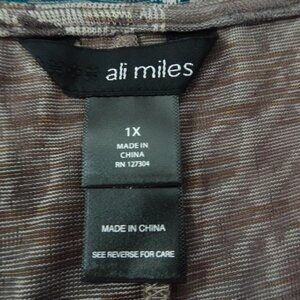 ali miles
1X
MADE IN
CHINA
RN 127304
MADE IN CHINA
SEE REVERSE FOR CARE